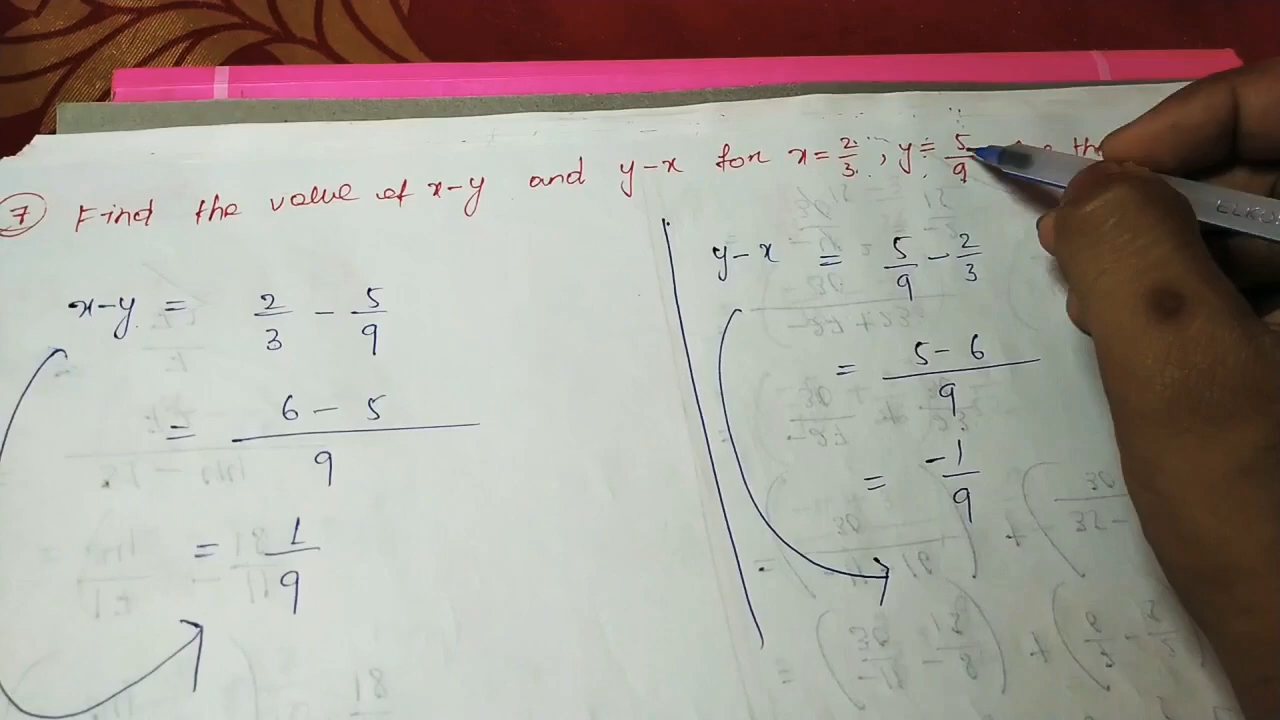 7 Find the value of x-y and y-x for x = 2/3, y = 5/9
x-y = 2/3 - 5/9
= 6 - 5 / 9
= 1/9
y-x = 5/9 - 2/3
= 5 - 6 / 9
= -1/9